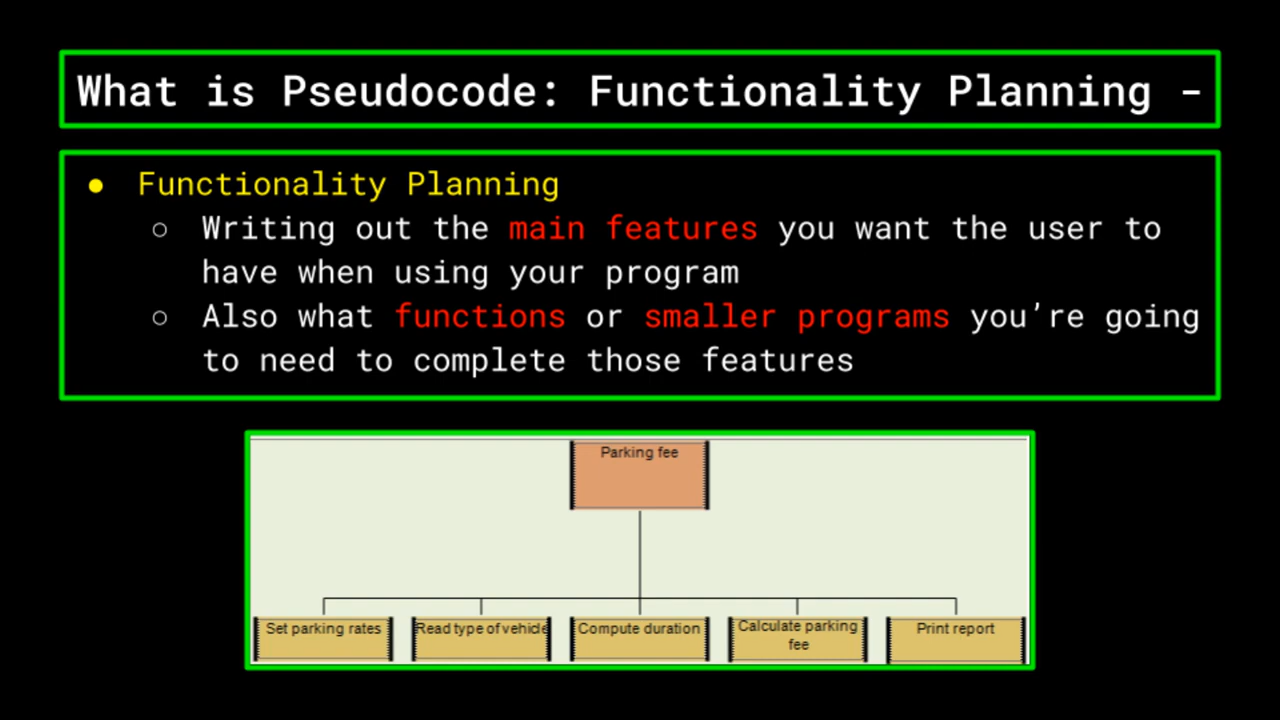 What is Pseudocode: Functionality Planning -
● Functionality Planning
○ Writing out the main features you want the user to
have when using your program
○ Also what functions or smaller programs you’re going
to need to complete those features
Parking fee
Set parking rates
Read type of vehicle
Compute duration
Calculate parking
fee
Print report